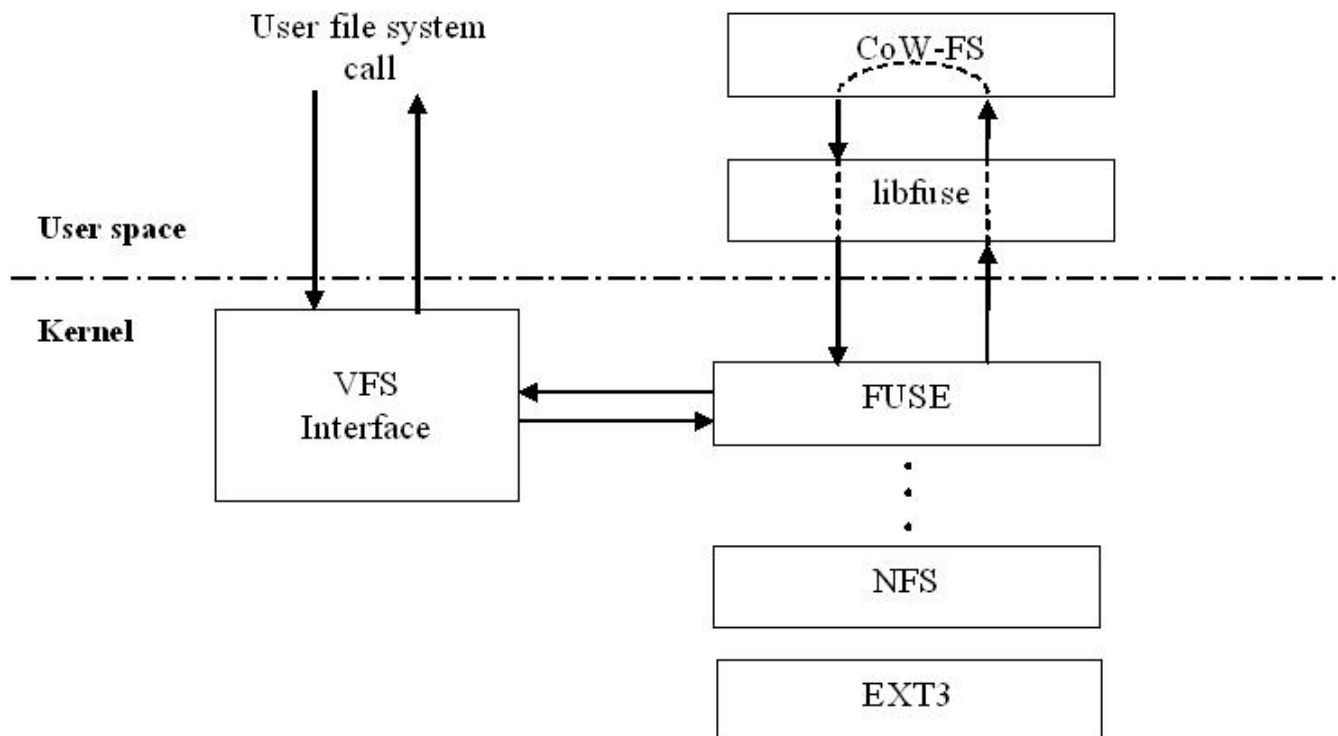 User file system
call
CoW-FS
libfuse
User space
Kernel
VFS
Interface
FUSE
NFS
EXT3